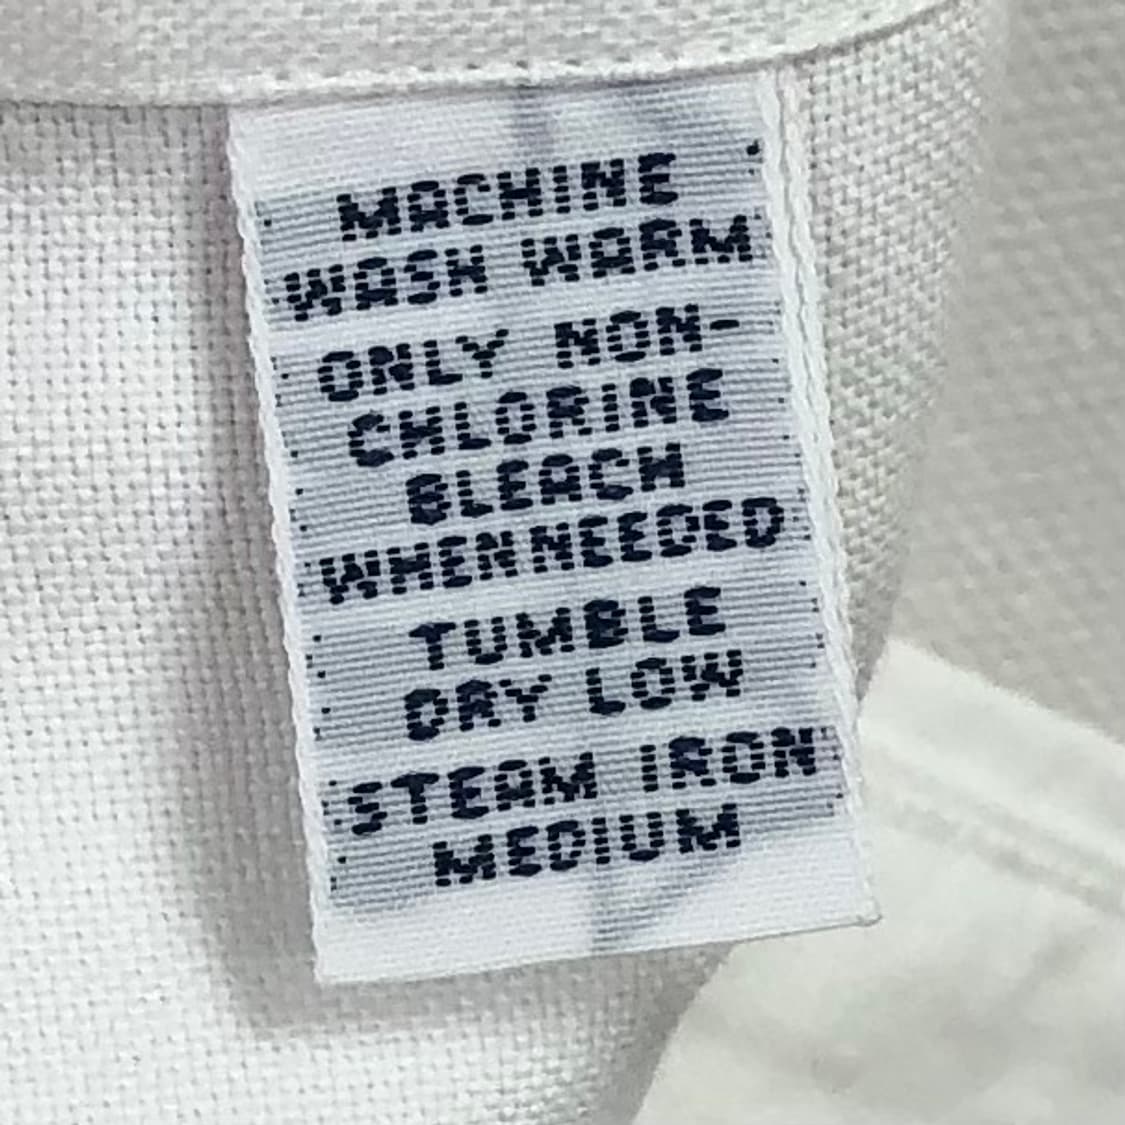 MACHINE
WASH WARM
ONLY NON-
CHLORINE
BLEACH
WHEN NEEDED
TUMBLE
DRY LOW
STEAM IRON
MEDIUM